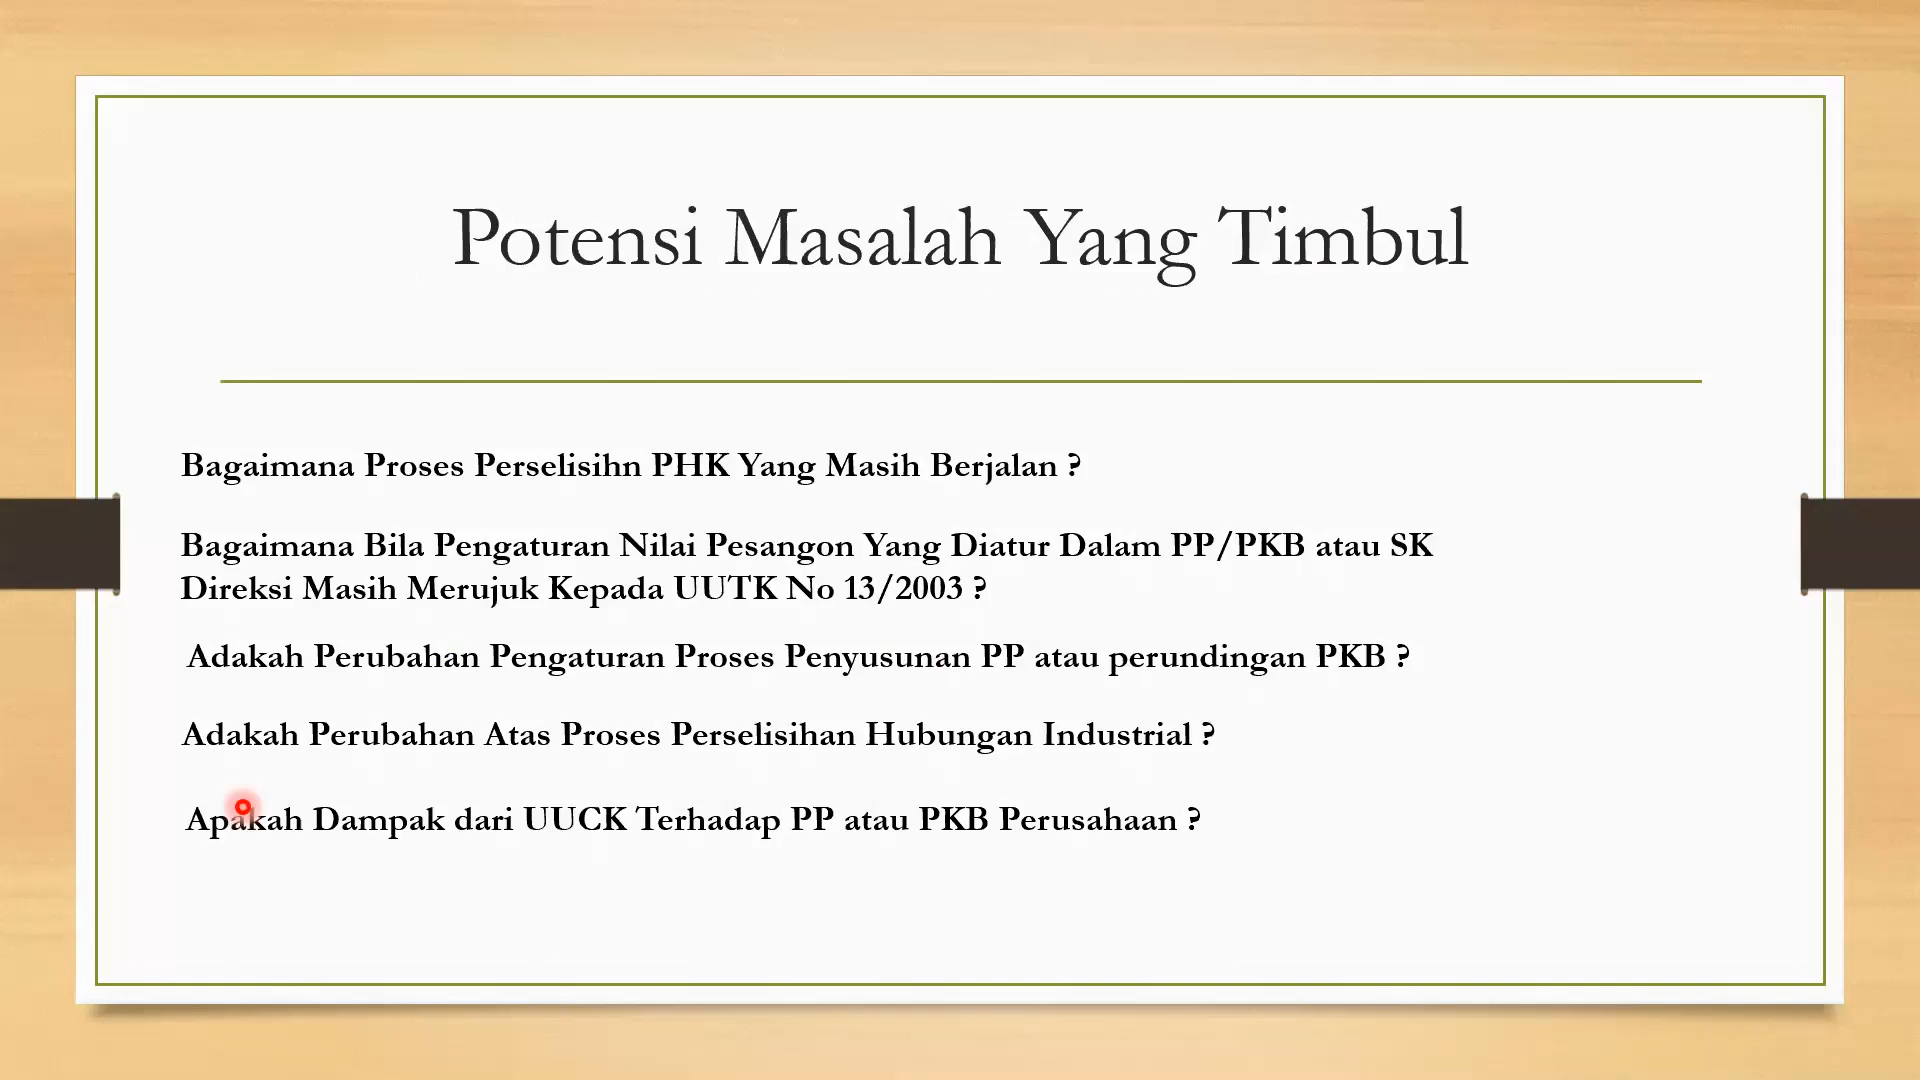 Potensi Masalah Yang Timbul
Bagaimana Proses Perselisihn PHK Yang Masih Berjalan ?
Bagaimana Bila Pengaturan Nilai Pesangon Yang Diatur Dalam PP/PKB atau SK
Direksi Masih Merujuk Kepada UUTK No 13/2003 ?
Adakah Perubahan Pengaturan Proses Penyusunan PP atau perundingan PKB ?
Adakah Perubahan Atas Proses Perselisihan Hubungan Industrial ?
Apakah Dampak dari UUCK Terhadap PP atau PKB Perusahaan ?